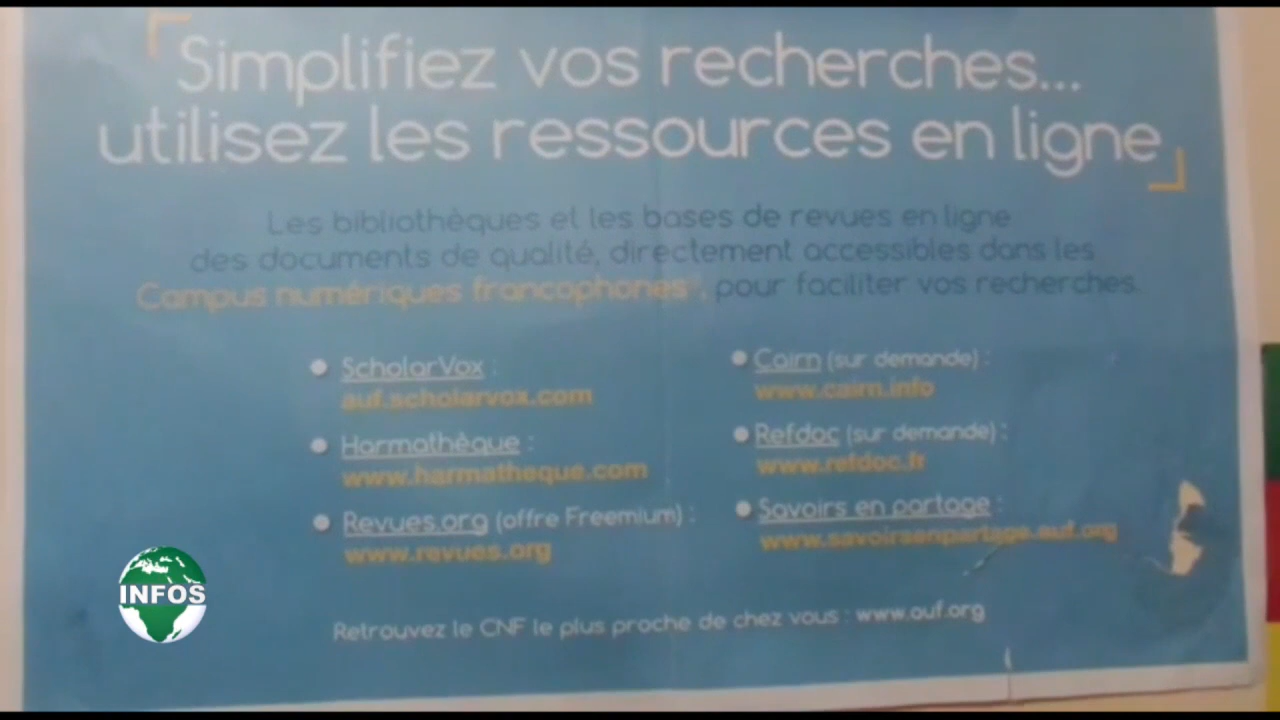 Simplifiez vos recherches...
utilisez les ressources en ligne
Les bibliothèques et les bases de revues en ligne
des documents de qualité, directement accessibles dans les
Campus numériques francophones®, pour faciliter vos recherches.
• ScholarVox :
auf.scholarvox.com
• Harmathèque :
www.harmatheque.com
• Revues.org (offre Freemium) :
www.revues.org
• Cairn (sur demande) :
www.cairn.info
• Refdoc (sur demande) :
www.refdoc.fr
• Savoirs en partage :
www.savoirsenpartage.auf.org
Retrouvez le CNF le plus proche de chez vous : www.auf.org
INFOS